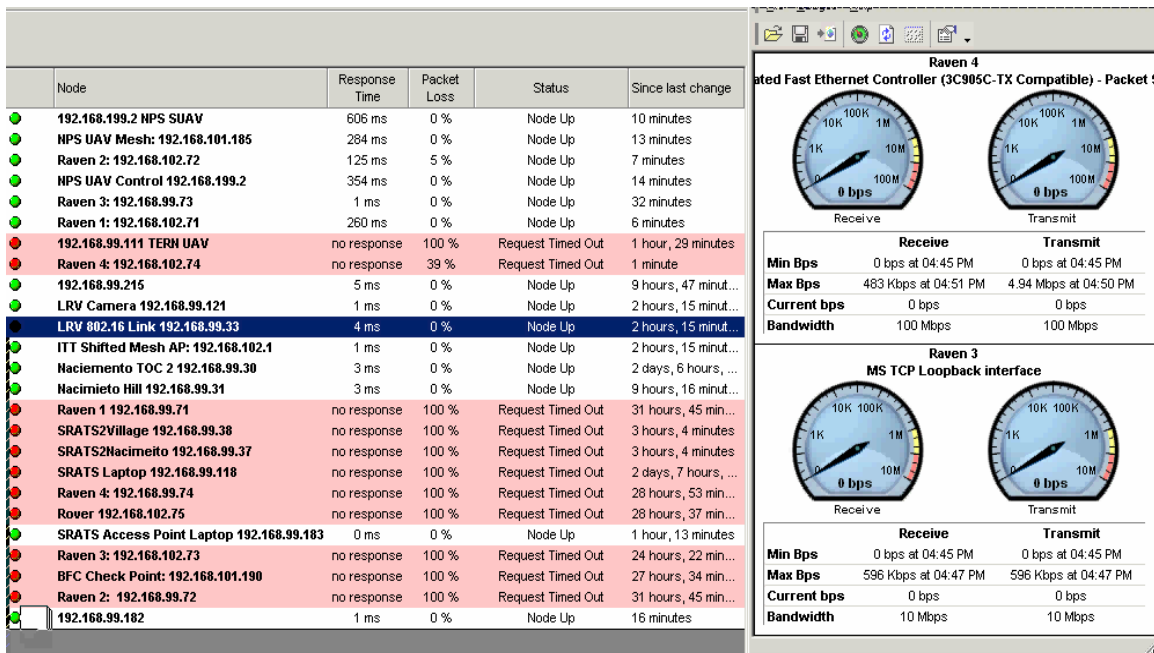 Node Response Time Packet Loss Status Since last change
192.168.199.2 NPS SUAV 606 ms 0 % Node Up 10 minutes
NPS UAV Mesh: 192.168.101.185 284 ms 0 % Node Up 13 minutes
Raven 2: 192.168.102.72 125 ms 5 % Node Up 7 minutes
NPS UAV Control 192.168.199.2 354 ms 0 % Node Up 14 minutes
Raven 3: 192.168.99.73 1 ms 0 % Node Up 32 minutes
Raven 1: 192.168.102.71 260 ms 0 % Node Up 6 minutes
192.168.99.111 TERN UAV no response 100 % Request Timed Out 1 hour, 29 minutes
Raven 4: 192.168.102.74 no response 39 % Request Timed Out 1 minute
192.168.99.215 5 ms 0 % Node Up 9 hours, 47 minut...
LRV Camera 192.168.99.121 1 ms 0 % Node Up 2 hours, 15 minut...
LRV 802.16 Link 192.168.99.33 4 ms 0 % Node Up 2 hours, 15 minut...
ITT Shifted Mesh AP: 192.168.102.1 1 ms 0 % Node Up 2 hours, 15 minut...
Naciemento TOC 2 192.168.99.30 3 ms 0 % Node Up 2 days, 6 hours, ...
Nacimieto Hill 192.168.99.31 3 ms 0 % Node Up 9 hours, 16 minut...
Raven 1 192.168.99.71 no response 100 % Request Timed Out 31 hours, 45 min...
SRATS2Village 192.168.99.38 no response 100 % Request Timed Out 3 hours, 4 minutes
SRATS2Nacimeito 192.168.99.37 no response 100 % Request Timed Out 3 hours, 4 minutes
SRATS Laptop 192.168.99.118 no response 100 % Request Timed Out 2 days, 7 hours, ...
Raven 4: 192.168.99.74 no response 100 % Request Timed Out 28 hours, 53 min...
Rover 192.168.102.75 no response 100 % Request Timed Out 28 hours, 37 min...
SRATS Access Point Laptop 192.168.99.183 0 ms 0 % Node Up 1 hour, 13 minutes
Raven 3: 192.168.102.73 no response 100 % Request Timed Out 24 hours, 22 min...
BFC Check Point: 192.168.101.190 no response 100 % Request Timed Out 27 hours, 34 min...
Raven 2: 192.168.99.72 no response 100 % Request Timed Out 31 hours, 45 min...
192.168.99.182 1 ms 0 % Node Up 16 minutes
Raven 4
ated Fast Ethernet Controller (3C905C-TX Compatible) - Packet S
0 1K 10K 100K 1M 10M 100M 0 bps
0 1K 10K 100K 1M 10M 100M 0 bps
Receive Transmit
Receive Transmit
Min Bps 0 bps at 04:45 PM 0 bps at 04:45 PM
Max Bps 483 Kbps at 04:51 PM 4.94 Mbps at 04:50 PM
Current bps 0 bps 0 bps
Bandwidth 100 Mbps 100 Mbps
Raven 3
MS TCP Loopback interface
0 1K 10K 100K 1M 10M 0 bps
0 1K 10K 100K 1M 10M 0 bps
Receive Transmit
Receive Transmit
Min Bps 0 bps at 04:45 PM 0 bps at 04:45 PM
Max Bps 596 Kbps at 04:47 PM 596 Kbps at 04:47 PM
Current bps 0 bps 0 bps
Bandwidth 10 Mbps 10 Mbps